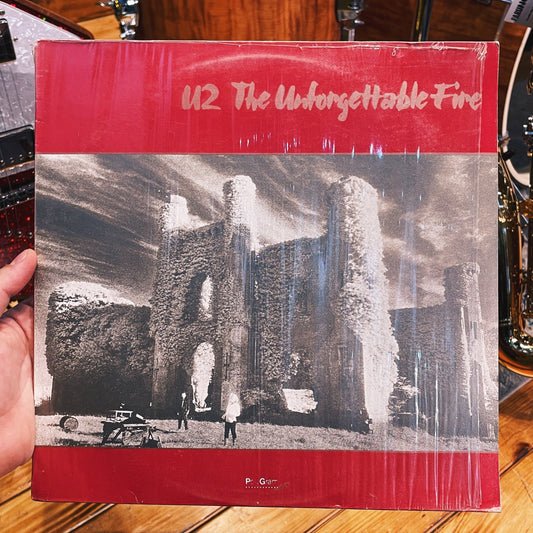 U2 The Unforgettable Fire
PolyGram